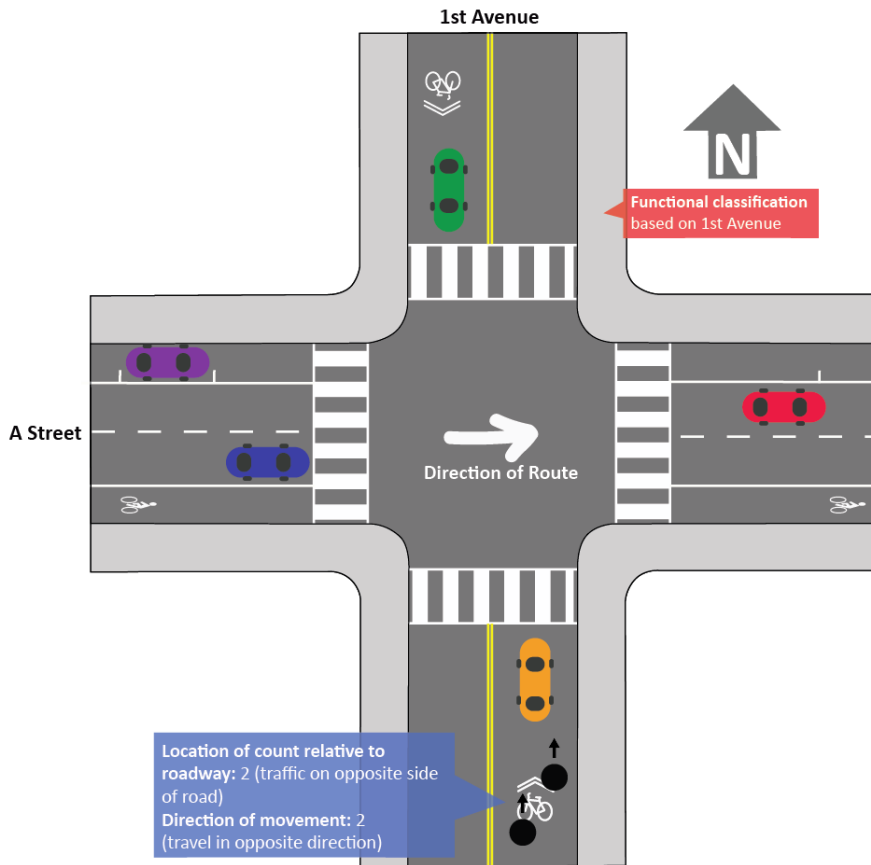 1st Avenue
N
Functional classification
based on 1st Avenue
A Street
Direction of Route
Location of count relative to
roadway: 2 (traffic on opposite side
of road)
Direction of movement: 2
(travel in opposite direction)